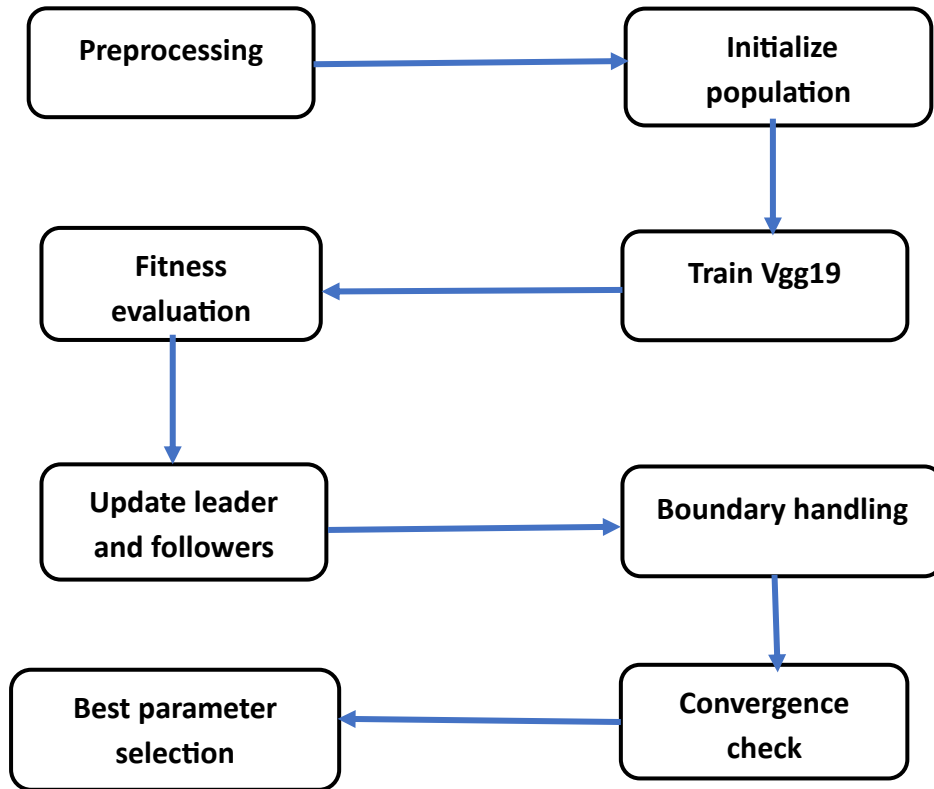 Preprocessing
Initialize
population
Train Vgg19
Fitness
evaluation
Update leader
and followers
Boundary handling
Convergence
check
Best parameter
selection